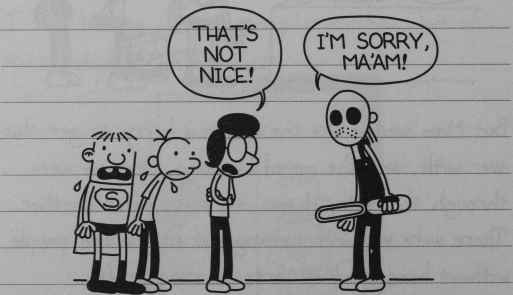 THAT'S
NOT
NICE!
I'M SORRY,
MA'AM!
S